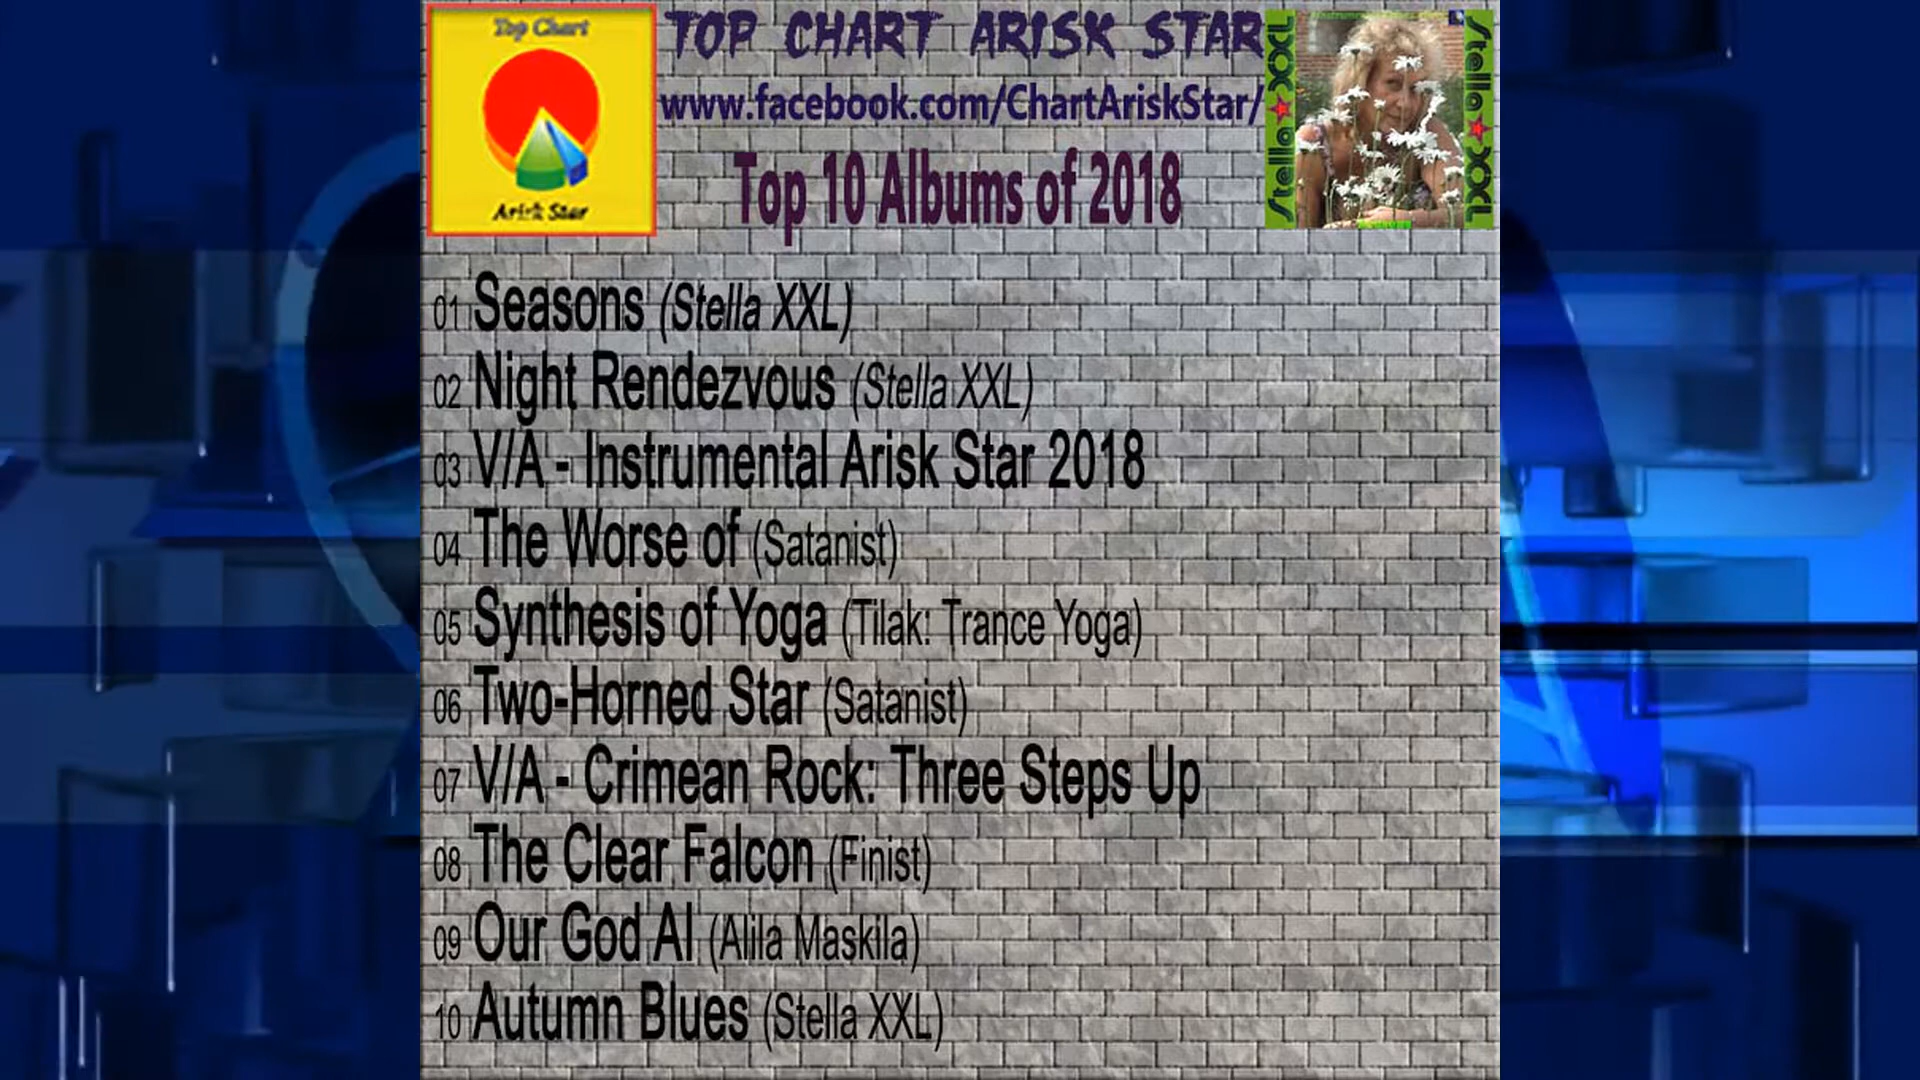 Top Chart
Arisk Star
TOP CHART ARISK STAR
www.facebook.com/ChartAriskStar/
Top 10 Albums of 2018
Stella XXL
Stella XXL
01 Seasons (Stella XXL)
02 Night Rendezvous (Stella XXL)
03 V/A - Instrumental Arisk Star 2018
04 The Worse of (Satanist)
05 Synthesis of Yoga (Tilak: Trance Yoga)
06 Two-Horned Star (Satanist)
07 V/A - Crimean Rock: Three Steps Up
08 The Clear Falcon (Finist)
09 Our God AI (Alila Maskila)
10 Autumn Blues (Stella XXL)